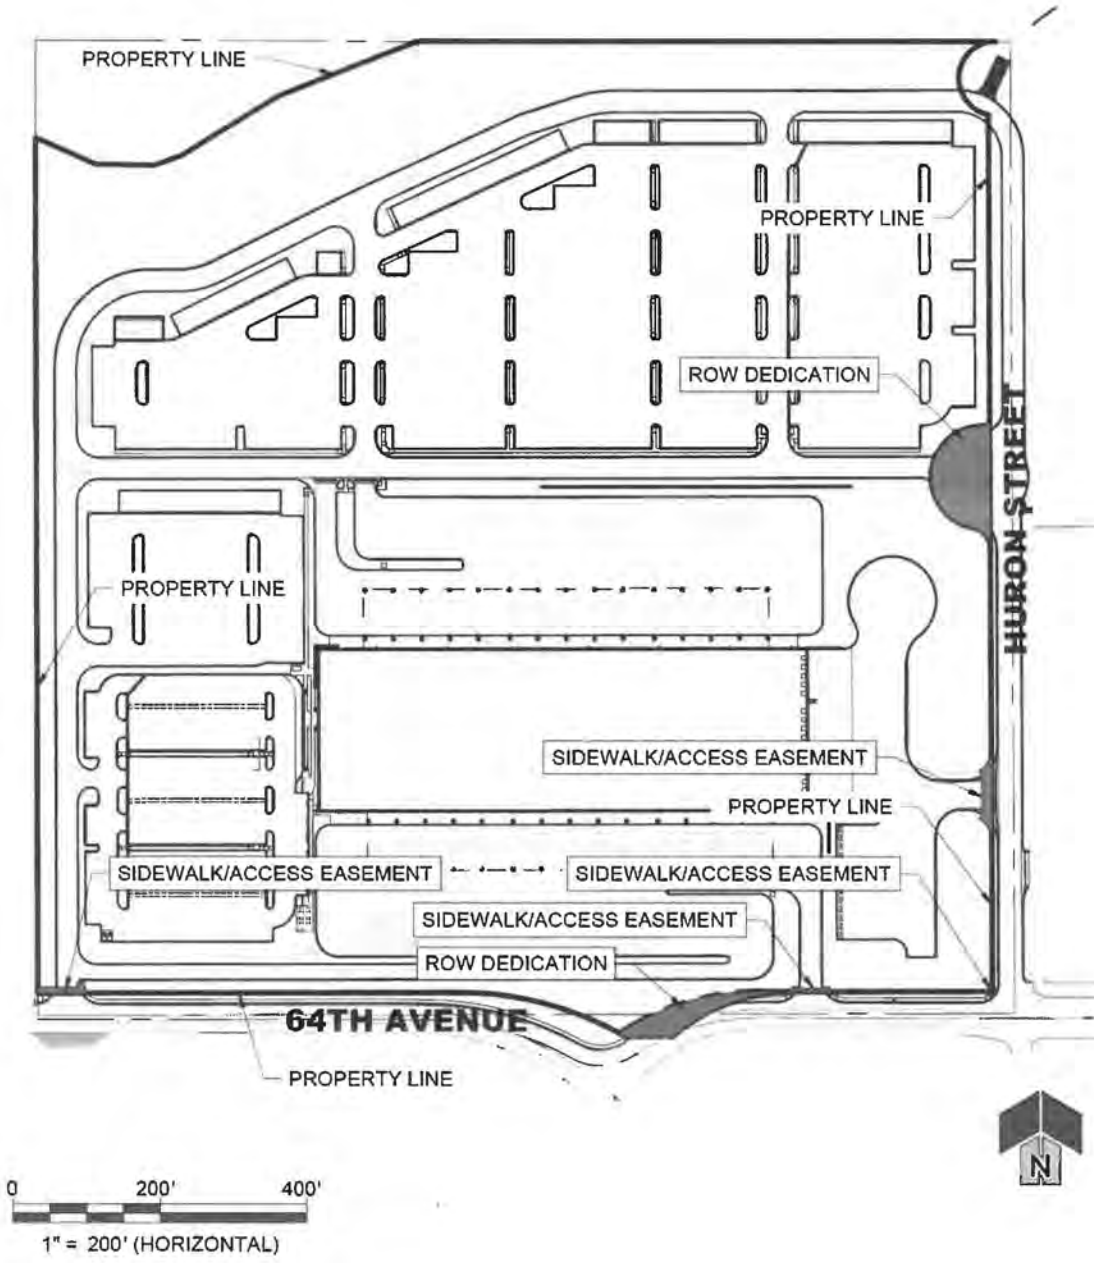 PROPERTY LINE
PROPERTY LINE
ROW DEDICATION
HURON STREET
PROPERTY LINE
SIDEWALK/ACCESS EASEMENT
PROPERTY LINE
SIDEWALK/ACCESS EASEMENT
SIDEWALK/ACCESS EASEMENT
SIDEWALK/ACCESS EASEMENT
ROW DEDICATION
64TH AVENUE
PROPERTY LINE
N
0 200' 400'
1" = 200' (HORIZONTAL)